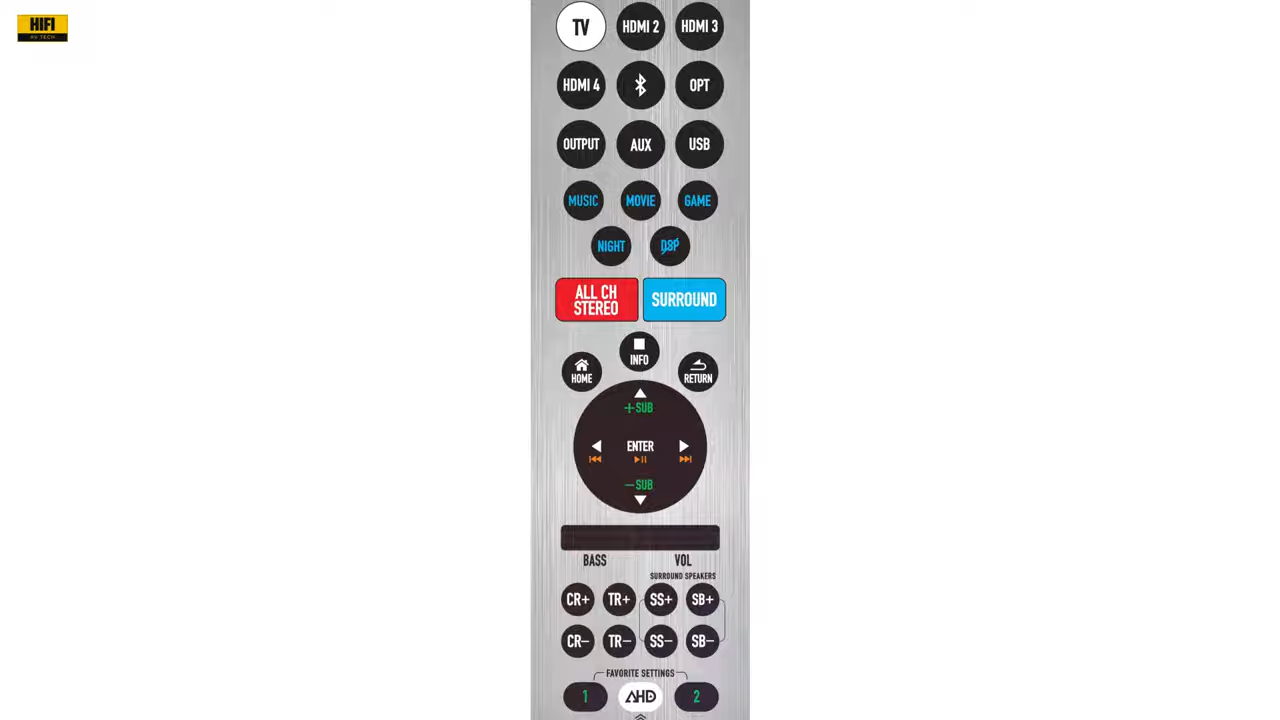 HIFI
AV TECH
TV HDMI 2 HDMI 3
HDMI 4 OPT
OUTPUT AUX USB
MUSIC MOVIE GAME
NIGHT DSP
ALL CH
STEREO
SURROUND
INFO
HOME RETURN
+SUB
ENTER
−SUB
BASS VOL
SURROUND SPEAKERS
CR+ TR+ SS+ SB+
CR− TR− SS− SB−
FAVORITE SETTINGS
1 AHD 2